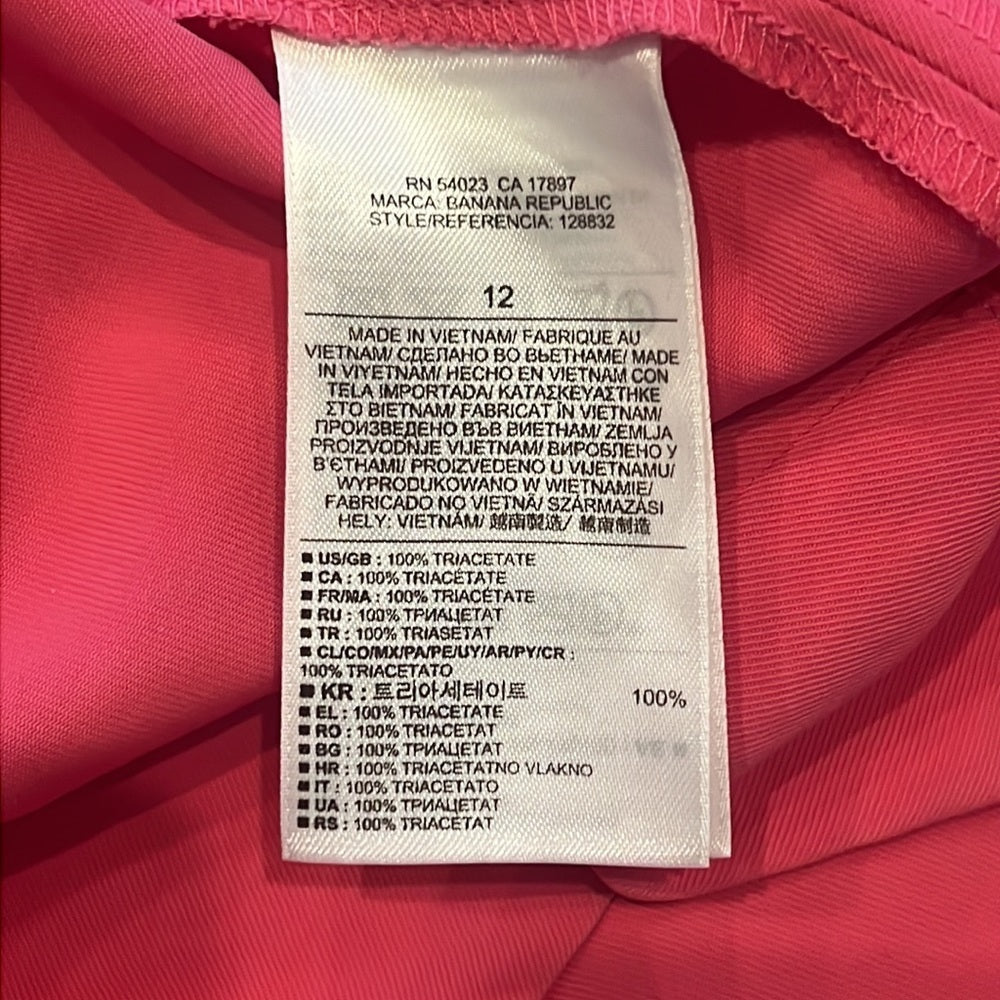 RN 54023 CA 17897
MARCA: BANANA REPUBLIC
STYLE/REFERENCIA: 128832
12
MADE IN VIETNAM/ FABRIQUE AU
VIETNAM/ СДЕЛАНО ВО ВЬЕТНАМЕ/ MADE
IN VIYETNAM/ HECHO EN VIETNAM CON
TELA IMPORTADA/ ΚΑΤΑΣΚΕΥΑΣΤΗΚΕ
ΣΤΟ ΒΙΕΤΝΑΜ/ FABRICAT ÎN VIETNAM/
ПРОИЗВЕДЕНО ВЪВ ВИЕТНАМ/ ZEMLJA
PROIZVODNJE VIJETNAM/ ВИРОБЛЕНО У
В'ЄТНАМІ/ PROIZVEDENO U VIJETNAMU/
WYPRODUKOWANO W WIETNAMIE/
FABRICADO NO VIETNÃ/ SZÁRMAZÁSI
HELY: VIETNÁM/ 越南製造/ 越南制造
US/GB : 100% TRIACETATE
CA : 100% TRIACÉTATE
FR/MA : 100% TRIACÉTATE
RU : 100% ТРИАЦЕТАТ
TR : 100% TRIASETAT
CL/CO/MX/PA/PE/UY/AR/PY/CR :
100% TRIACETATO
KR : 트리아세테이트 100%
EL : 100% TRIACETATE
RO : 100% TRIACETAT
BG : 100% ТРИАЦЕТАТ
HR : 100% TRIACETATNO VLAKNO
IT : 100% TRIACETATO
UA : 100% ТРИАЦЕТАТ
RS : 100% TRIACETAT